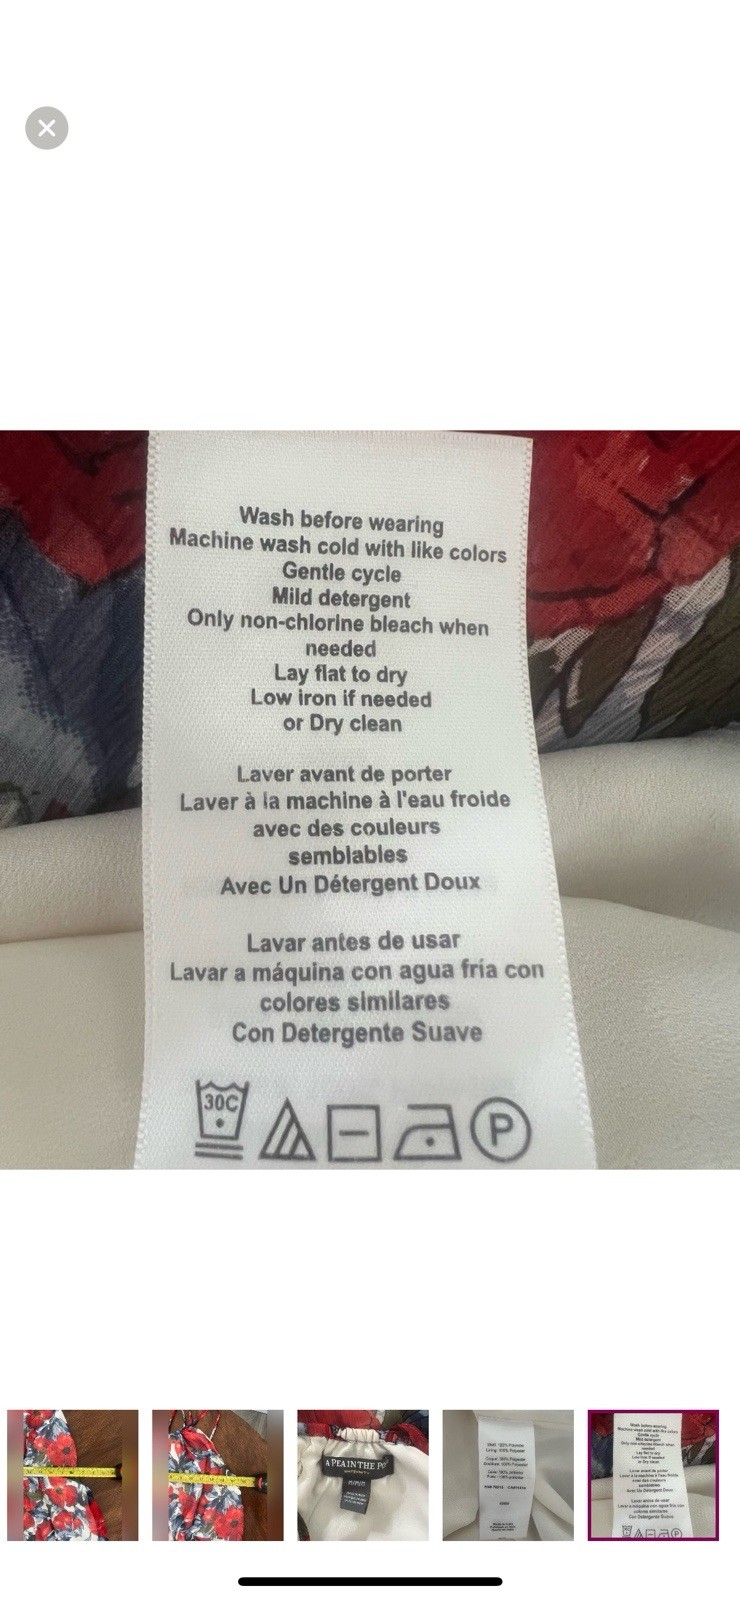 Wash before wearing
Machine wash cold with like colors
Gentle cycle
Mild detergent
Only non-chlorine bleach when
needed
Lay flat to dry
Low iron if needed
or Dry clean
Laver avant de porter
Laver à la machine à l'eau froide
avec des couleurs
semblables
Avec Un Détergent Doux
Lavar antes de usar
Lavar a máquina con agua fría con
colores similares
Con Detergente Suave
30C
P
A PEA IN THE PO